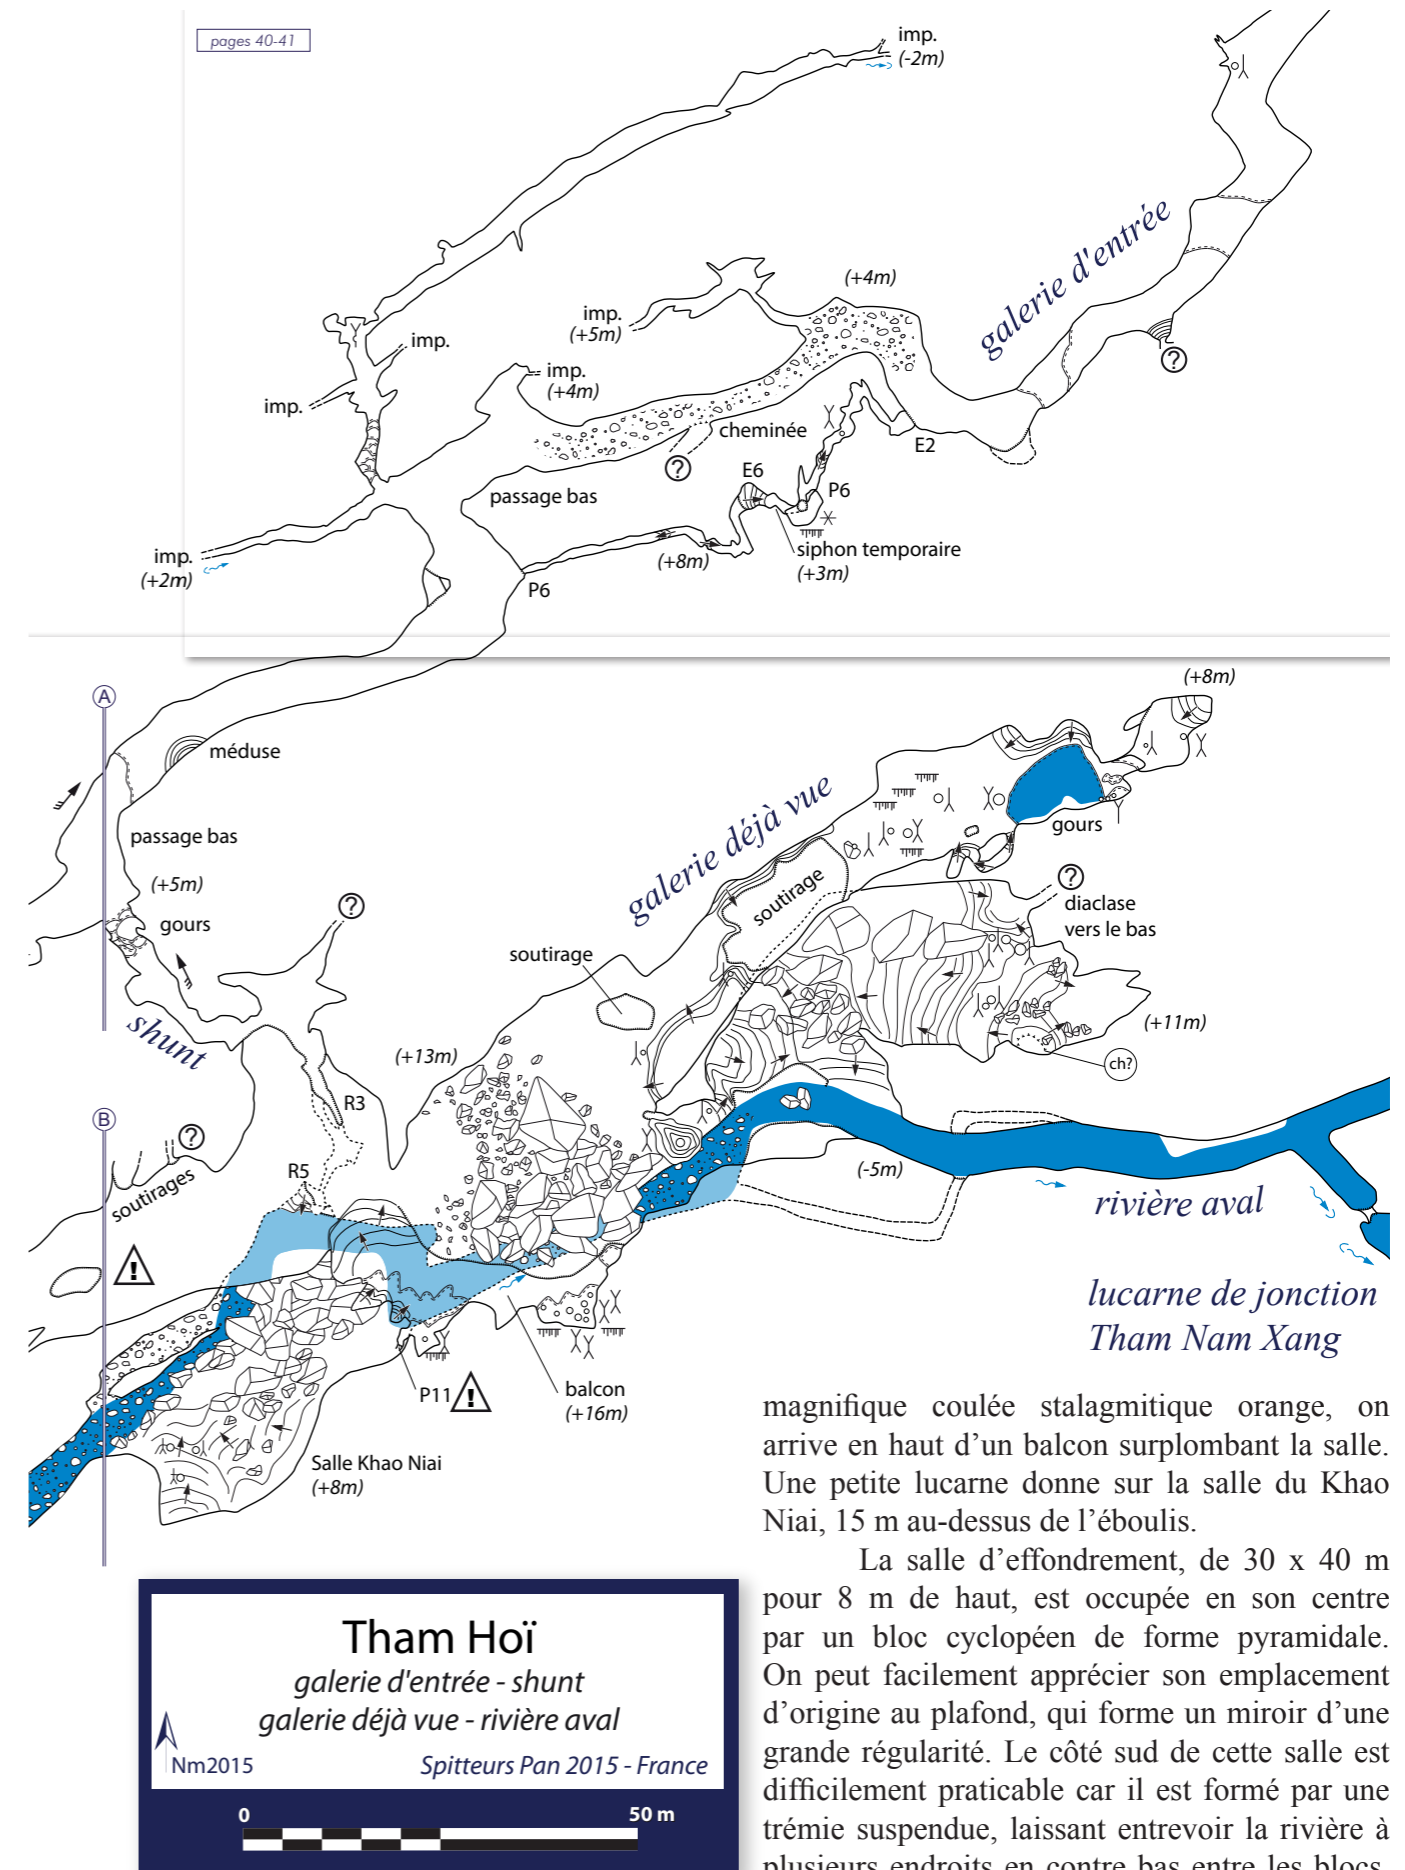 pages 40-41
imp.
(-2m)
galerie d'entrée
(+4m)
imp.
(+5m)
imp.
imp.
(+4m)
imp.
?
cheminée
E2
?
E6
P6
passage bas
siphon temporaire
(+3m)
(+8m)
imp.
(+2m)
P6
(+8m)
A
méduse
galerie déjà vue
passage bas
gours
(+5m)
?
soutirage
?
diaclase
vers le bas
gours
soutirage
shunt
(+13m)
(+11m)
ch?
R3
B
?
(-5m)
R5
soutirages
rivière aval
!
lucarne de jonction
Tham Nam Xang
P11
!
balcon
(+16m)
Salle Khao Niai
(+8m)
magnifique coulée stalagmitique orange, on
arrive en haut d'un balcon surplombant la salle.
Une petite lucarne donne sur la salle du Khao
Niai, 15 m au-dessus de l'éboulis.
La salle d'effondrement, de 30 x 40 m
pour 8 m de haut, est occupée en son centre
par un bloc cyclopéen de forme pyramidale.
On peut facilement apprécier son emplacement
d'origine au plafond, qui forme un miroir d'une
grande régularité. Le côté sud de cette salle est
difficilement praticable car il est formé par une
trémie suspendue, laissant entrevoir la rivière à
plusieurs endroits en contre bas entre les blocs.
Tham Hoï
galerie d'entrée - shunt
galerie déjà vue - rivière aval
Nm2015
Spitteurs Pan 2015 - France
0
50 m